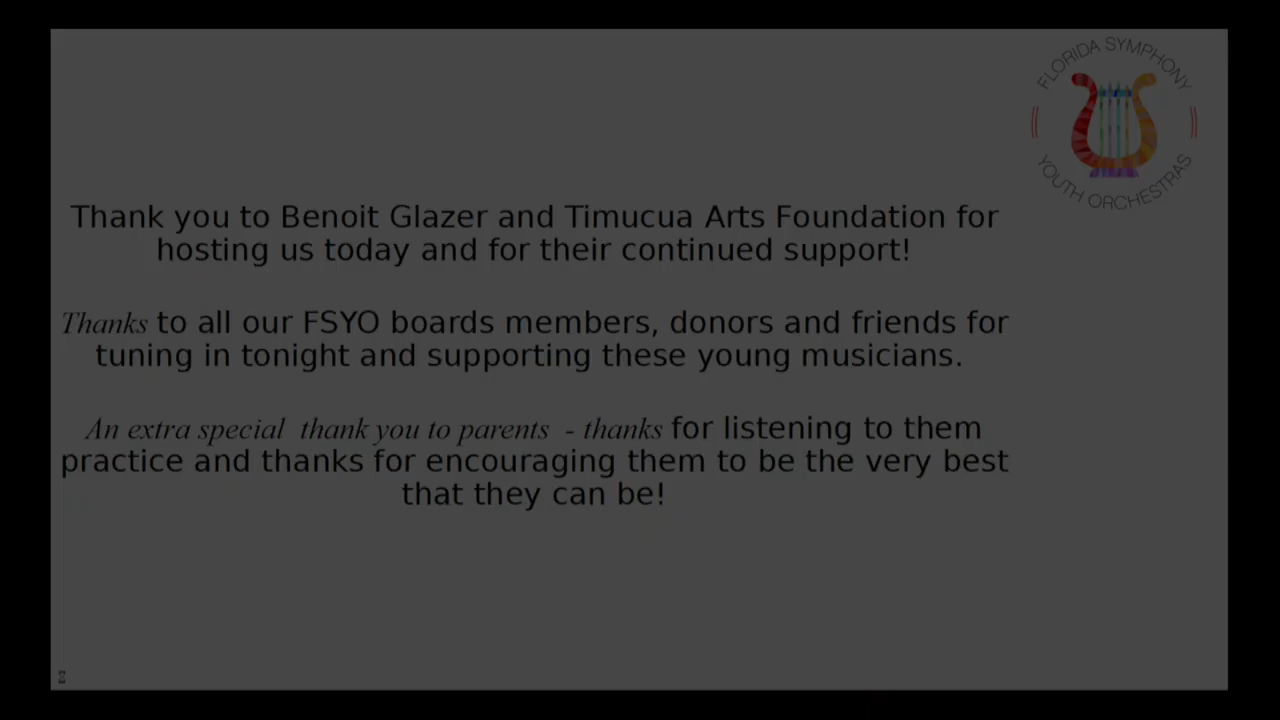 FLORIDA SYMPHONY
YOUTH ORCHESTRAS
Thank you to Benoit Glazer and Timucua Arts Foundation for
hosting us today and for their continued support!
Thanks to all our FSYO boards members, donors and friends for
tuning in tonight and supporting these young musicians.
An extra special  thank you to parents  - thanks for listening to them
practice and thanks for encouraging them to be the very best
that they can be!